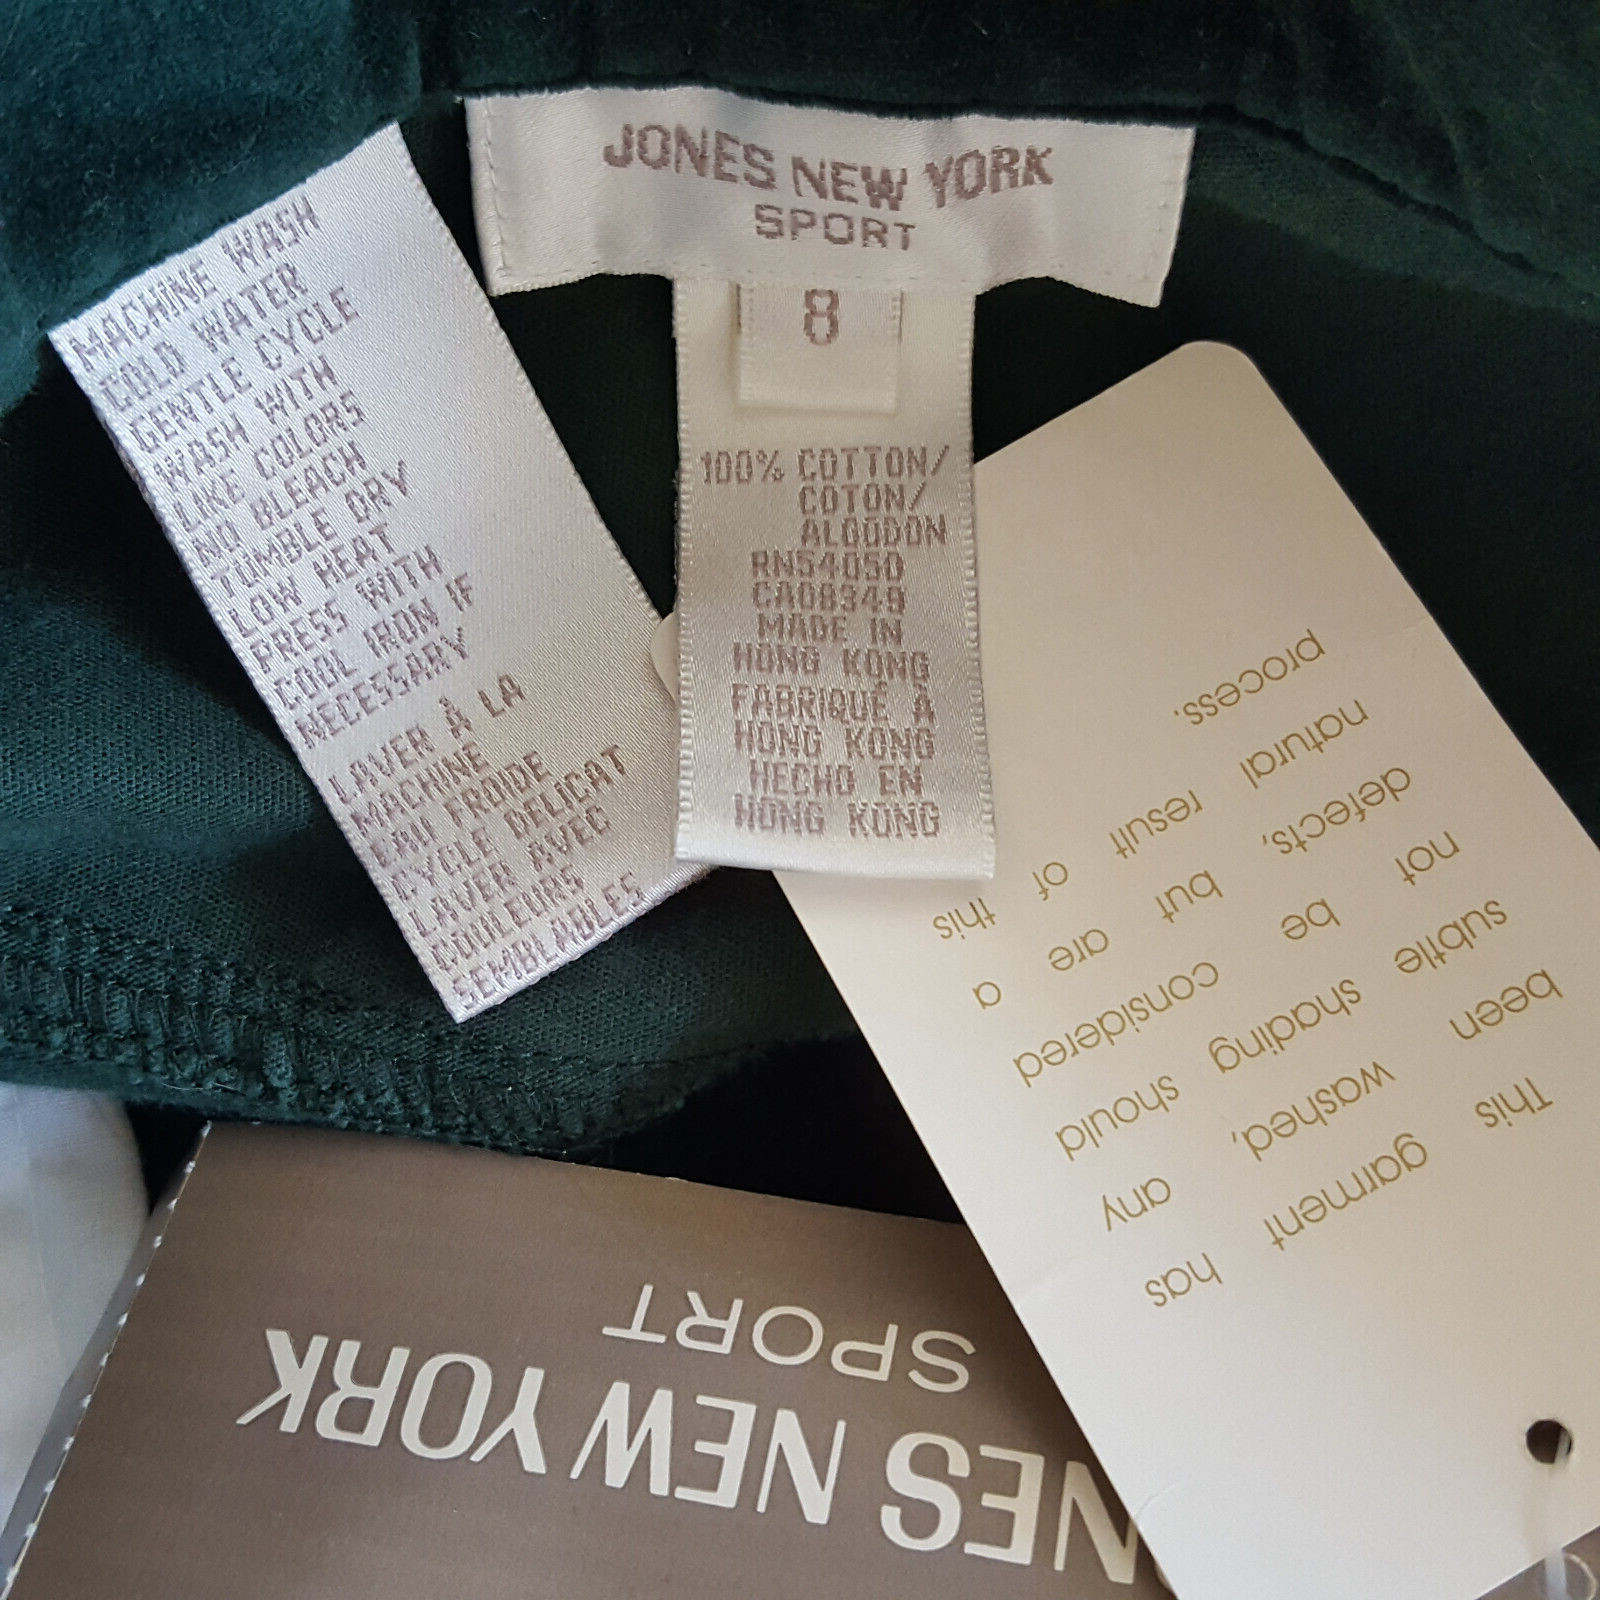 JONES NEW YORK
SPORT
8
100% COTTON/
COTON/
ALGODON
RN54050
CA08349
MADE IN
HONG KONG
FABRIQUÉ À
HONG KONG
HECHO EN
HONG KONG
MACHINE WASH
COLD WATER
GENTLE CYCLE
WASH WITH
LIKE COLORS
NO BLEACH
TUMBLE DRY
LOW HEAT
PRESS WITH
COOL IRON IF
NECESSARY
LAVER À LA
MACHINE
EAU FROIDE
CYCLE DELICAT
LAVER AVEC
COULEURS
SEMBLABLES
This garment has
been washed, any
subtle shading should
not be considered
defects, but are a
natural result of this
process.
NES NEW YORK
SPORT